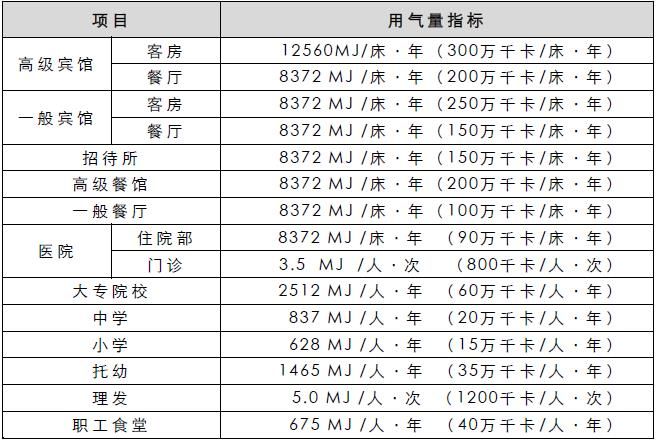 项目 用气量指标
高级宾馆 客房 12560MJ/床·年（300万千卡/床·年）
餐厅 8372 MJ /床·年（200万千卡/床·年）
一般宾馆 客房 8372 MJ /床·年（250万千卡/床·年）
餐厅 8372 MJ /床·年（150万千卡/床·年）
招待所 8372 MJ /床·年（150万千卡/床·年）
高级餐馆 8372 MJ /床·年（200万千卡/床·年）
一般餐厅 8372 MJ /床·年（100万千卡/床·年）
医院 住院部 8372 MJ /床·年（90万千卡/床·年）
门诊 3.5 MJ /人·次 （800千卡/人·次）
大专院校 2512 MJ /人·年（60万千卡/人·年）
中学 837 MJ /人·年（20万千卡/人·年）
小学 628 MJ /人·年（15万千卡/人·年）
托幼 1465 MJ /人·年（35万千卡/人·年）
理发 5.0 MJ /人·次 （1200千卡/人·次）
职工食堂 675 MJ /人·年（40万千卡/人·年）